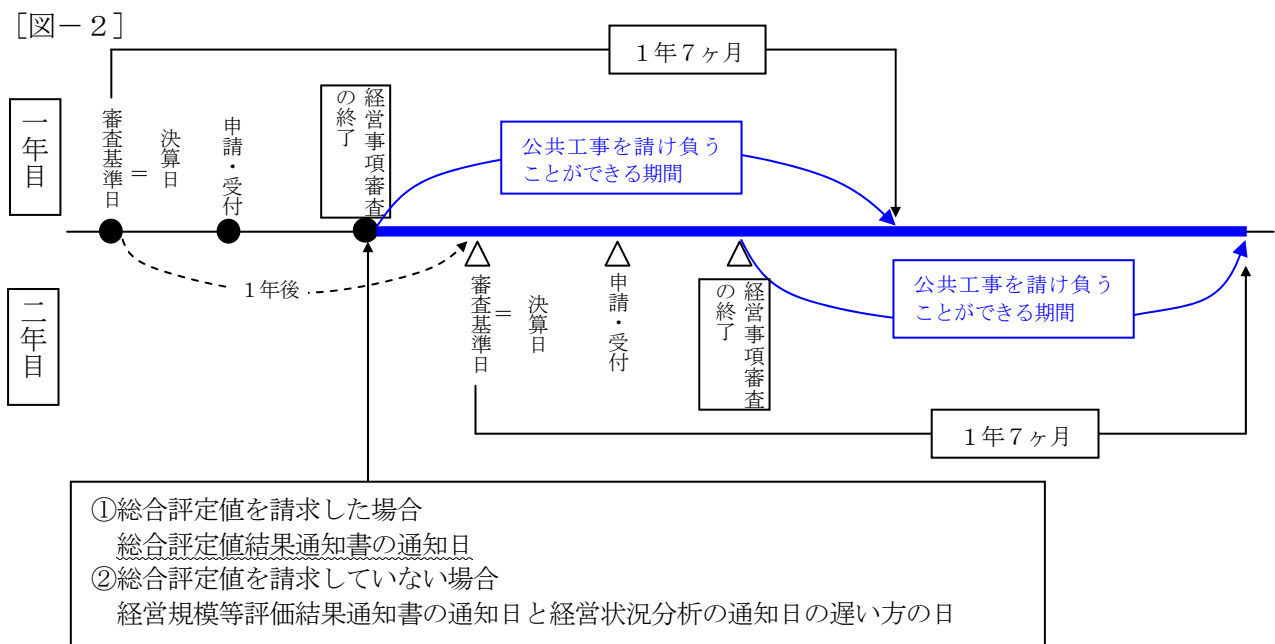 [図-2]
1年7ヶ月
一年目
審査基準日
=
決算日
申請・受付
経営事項審査
の終了
公共工事を請け負う
ことができる期間
1年後
二年目
審査基準日
=
決算日
申請・受付
経営事項審査
の終了
公共工事を請け負う
ことができる期間
1年7ヶ月
①総合評定値を請求した場合
総合評定値結果通知書の通知日
②総合評定値を請求していない場合
経営規模等評価結果通知書の通知日と経営状況分析の通知日の遅い方の日